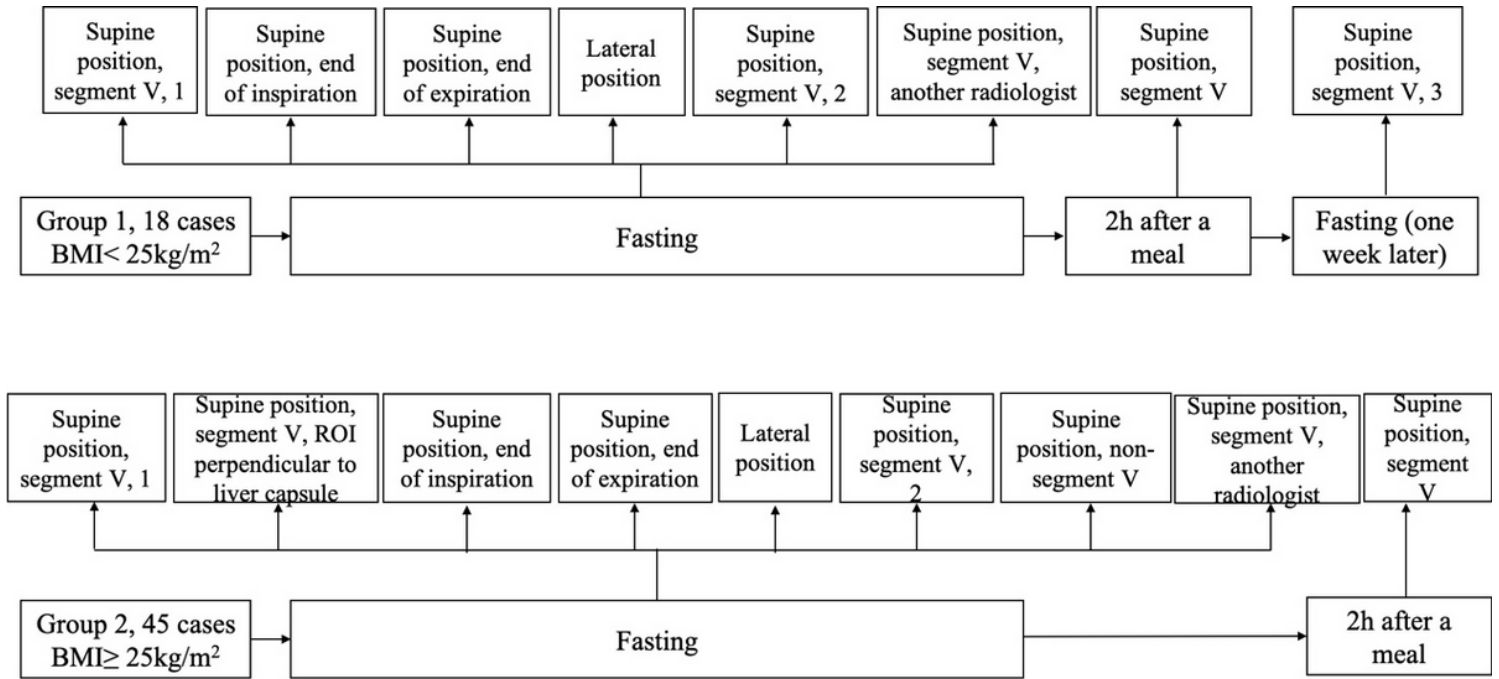 Supine
position,
segment V, 1
Supine
position, end
of inspiration
Supine
position, end
of expiration
Lateral
position
Supine
position,
segment V, 2
Supine position,
segment V,
another radiologist
Supine
position,
segment V
Supine
position,
segment V, 3
Group 1, 18 cases
BMI< 25kg/m²
Fasting
2h after a
meal
Fasting (one
week later)
Supine
position,
segment V, 1
Supine position,
segment V, ROI
perpendicular to
liver capsule
Supine
position, end
of inspiration
Supine
position, end
of expiration
Lateral
position
Supine
position,
segment V,
2
Supine
position, non-
segment V
Supine position,
segment V,
another
radiologist
Supine
position,
segment
V
Group 2, 45 cases
BMI≥ 25kg/m²
Fasting
2h after a
meal